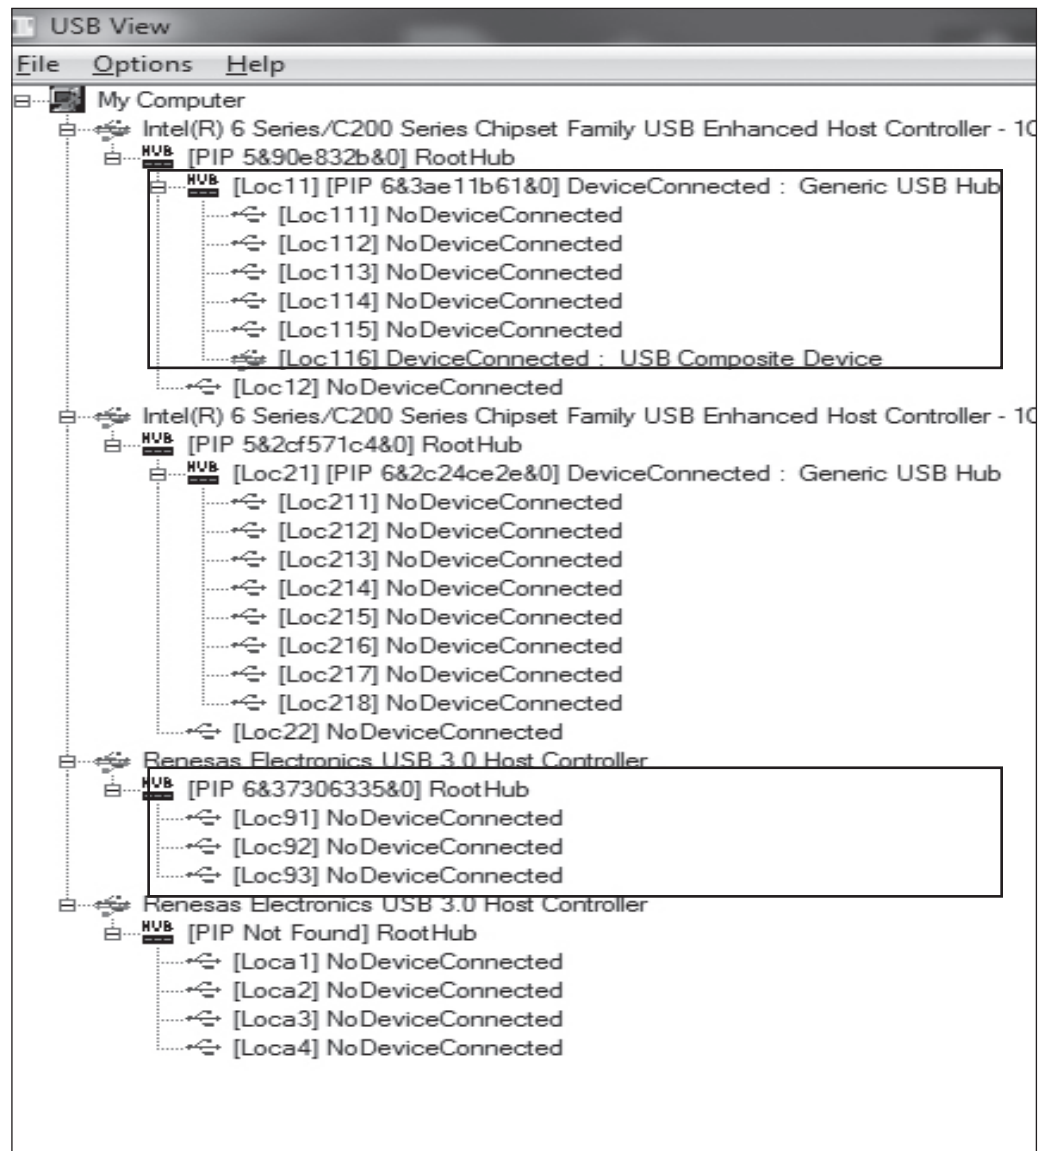 USB View
File Options Help
My Computer
Intel(R) 6 Series/C200 Series Chipset Family USB Enhanced Host Controller - 1C
HUB [PIP 5&90e832b&0] RootHub
HUB [Loc11] [PIP 6&3ae11b61&0] DeviceConnected : Generic USB Hub
[Loc111] NoDeviceConnected
[Loc112] NoDeviceConnected
[Loc113] NoDeviceConnected
[Loc114] NoDeviceConnected
[Loc115] NoDeviceConnected
[Loc116] DeviceConnected : USB Composite Device
[Loc12] NoDeviceConnected
Intel(R) 6 Series/C200 Series Chipset Family USB Enhanced Host Controller - 1C
HUB [PIP 5&2cf571c4&0] RootHub
HUB [Loc21] [PIP 6&2c24ce2e&0] DeviceConnected : Generic USB Hub
[Loc211] NoDeviceConnected
[Loc212] NoDeviceConnected
[Loc213] NoDeviceConnected
[Loc214] NoDeviceConnected
[Loc215] NoDeviceConnected
[Loc216] NoDeviceConnected
[Loc217] NoDeviceConnected
[Loc218] NoDeviceConnected
[Loc22] NoDeviceConnected
Renesas Electronics USB 3.0 Host Controller
HUB [PIP 6&37306335&0] RootHub
[Loc91] NoDeviceConnected
[Loc92] NoDeviceConnected
[Loc93] NoDeviceConnected
Renesas Electronics USB 3.0 Host Controller
HUB [PIP Not Found] RootHub
[Loca1] NoDeviceConnected
[Loca2] NoDeviceConnected
[Loca3] NoDeviceConnected
[Loca4] NoDeviceConnected